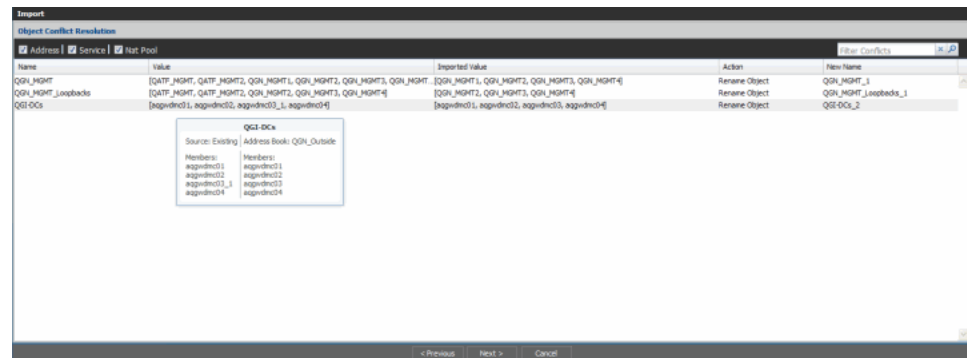 Import
Object Conflict Resolution
Address | Service | Nat Pool
Filter Conflicts
Name Value Imported Value Action New Name
QGN_MGMT [QATF_MGMT, QATF_MGMT2, QGN_MGMT1, QGN_MGMT2, QGN_MGMT3, QGN_MGMT... [QGN_MGMT1, QGN_MGMT2, QGN_MGMT3, QGN_MGMT4] Rename Object QGN_MGMT_1
QGN_MGMT_Loopbacks [QATF_MGMT, QATF_MGMT2, QGN_MGMT2, QGN_MGMT3, QGN_MGMT4] [QGN_MGMT2, QGN_MGMT3, QGN_MGMT4] Rename Object QGN_MGMT_Loopbacks_1
QGI-DCs [aqgwdmc01, aqgwdmc02, aqgwdmc03_1, aqgwdmc04] [aqgwdmc01, aqgwdmc02, aqgwdmc03, aqgwdmc04] Rename Object QGI-DCs_2
QGI-DCs
Source: Existing Address Book: QGN_Outside
Members: Members:
aqgwdmc01 aqgwdmc01
aqgwdmc02 aqgwdmc02
aqgwdmc03_1 aqgwdmc03
aqgwdmc04 aqgwdmc04
< Previous Next > Cancel